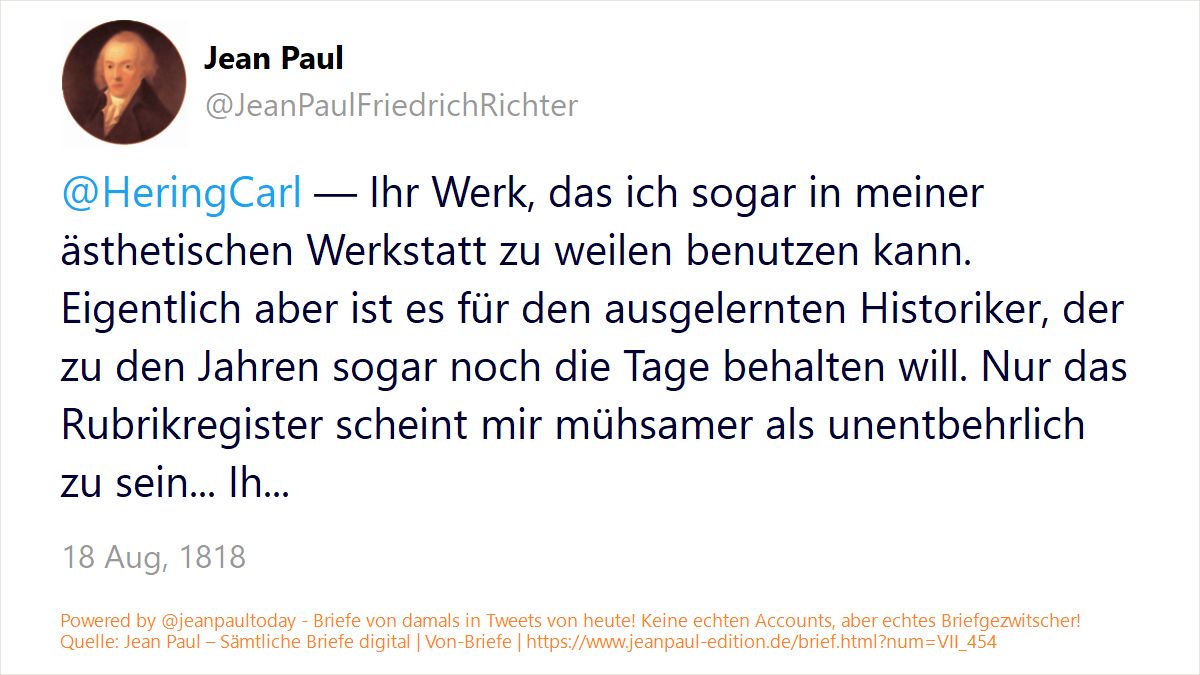 Jean Paul
@JeanPaulFriedrichRichter
@HeringCarl — Ihr Werk, das ich sogar in meiner
ästhetischen Werkstatt zu weilen benutzen kann.
Eigentlich aber ist es für den ausgelernten Historiker, der
zu den Jahren sogar noch die Tage behalten will. Nur das
Rubrikregister scheint mir mühsamer als unentbehrlich
zu sein... Ih...
18 Aug, 1818
Powered by @jeanpaultoday - Briefe von damals in Tweets von heute! Keine echten Accounts, aber echtes Briefgezwitscher!
Quelle: Jean Paul – Sämtliche Briefe digital | Von-Briefe | https://www.jeanpaul-edition.de/brief.html?num=VII_454